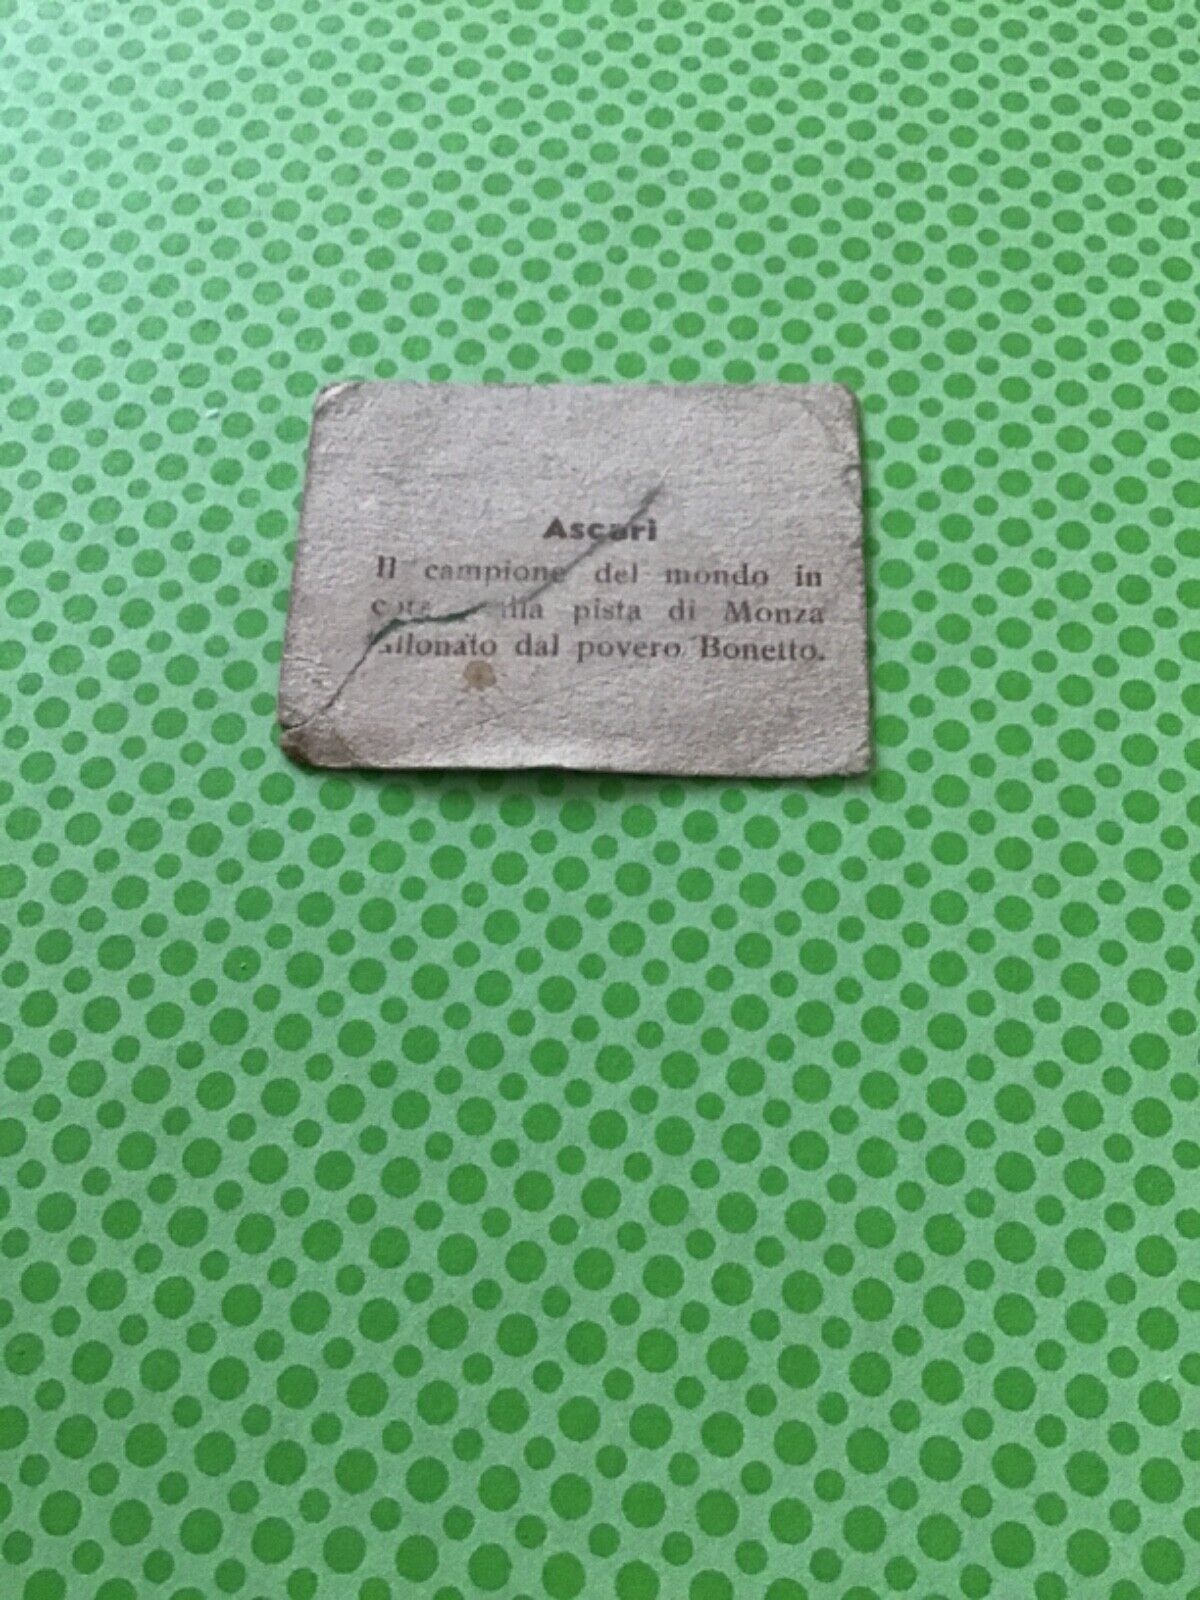 Ascari
Il campione del mondo in
pista di Monza
dal povero Bonetto.